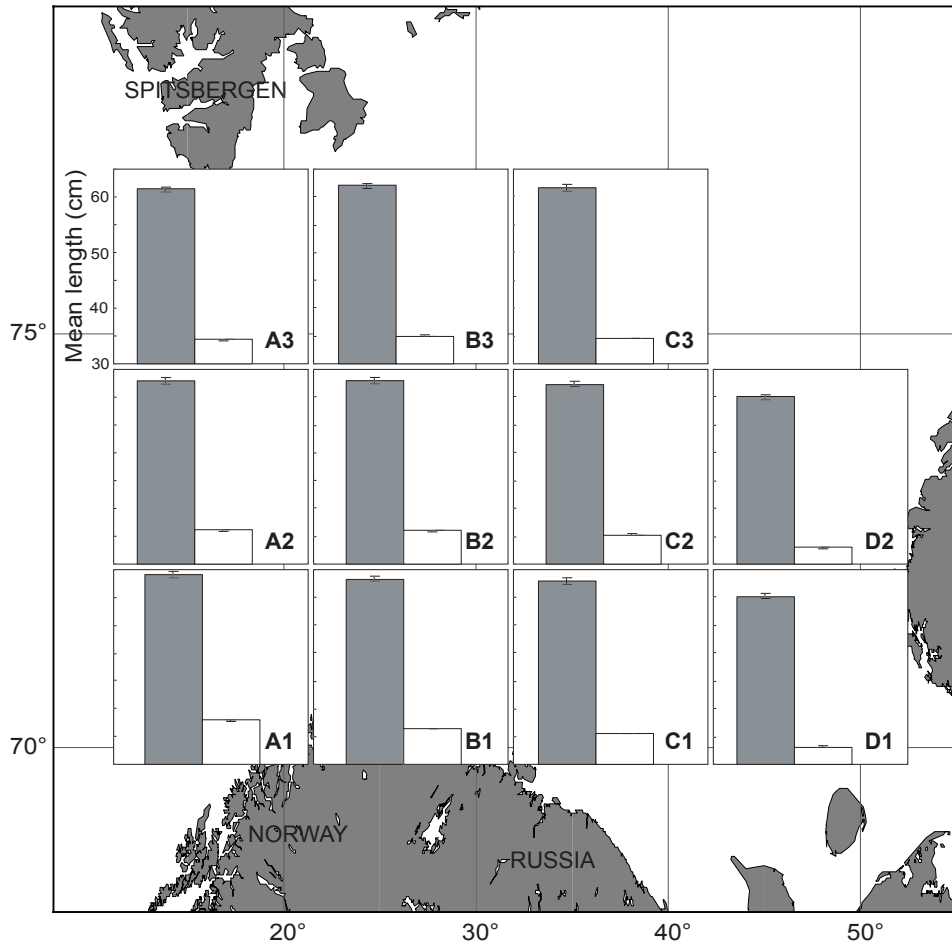 SPITSBERGEN
Mean length (cm)
60
50
40
30
75°
A3
B3
C3
A2
B2
C2
D2
A1
B1
C1
D1
70°
NORWAY
RUSSIA
20°
30°
40°
50°